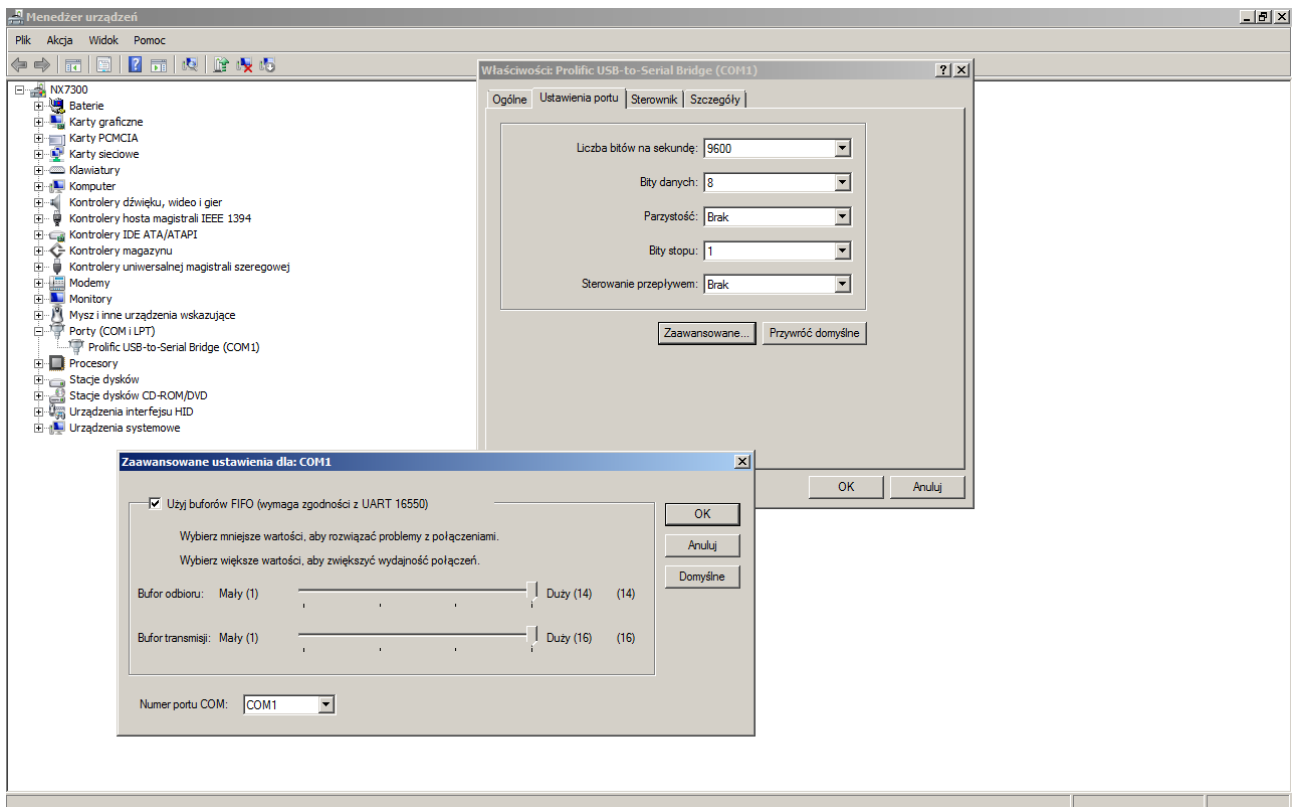 Menedżer urządzeń
Plik Akcja Widok Pomoc
NX7300
Baterie
Karty graficzne
Karty PCMCIA
Karty sieciowe
Klawiatury
Komputer
Kontrolery dźwięku, wideo i gier
Kontrolery hosta magistrali IEEE 1394
Kontrolery IDE ATA/ATAPI
Kontrolery magazynu
Kontrolery uniwersalnej magistrali szeregowej
Modemy
Monitory
Mysz i inne urządzenia wskazujące
Porty (COM i LPT)
Prolific USB-to-Serial Bridge (COM1)
Procesory
Stacje dysków
Stacje dysków CD-ROM/DVD
Urządzenia interfejsu HID
Urządzenia systemowe
Właściwości: Prolific USB-to-Serial Bridge (COM1)
Ogólne Ustawienia portu Sterownik Szczegóły
Liczba bitów na sekundę: 9600
Bity danych: 8
Parzystość: Brak
Bity stopu: 1
Sterowanie przepływem: Brak
Zaawansowane... Przywróć domyślne
OK Anuluj
Zaawansowane ustawienia dla: COM1
Użyj buforów FIFO (wymaga zgodności z UART 16550)
OK
Wybierz mniejsze wartości, aby rozwiązać problemy z połączeniami.
Anuluj
Wybierz większe wartości, aby zwiększyć wydajność połączeń.
Domyślne
Bufor odbioru: Mały (1) Duży (14) (14)
Bufor transmisji: Mały (1) Duży (16) (16)
Numer portu COM: COM1